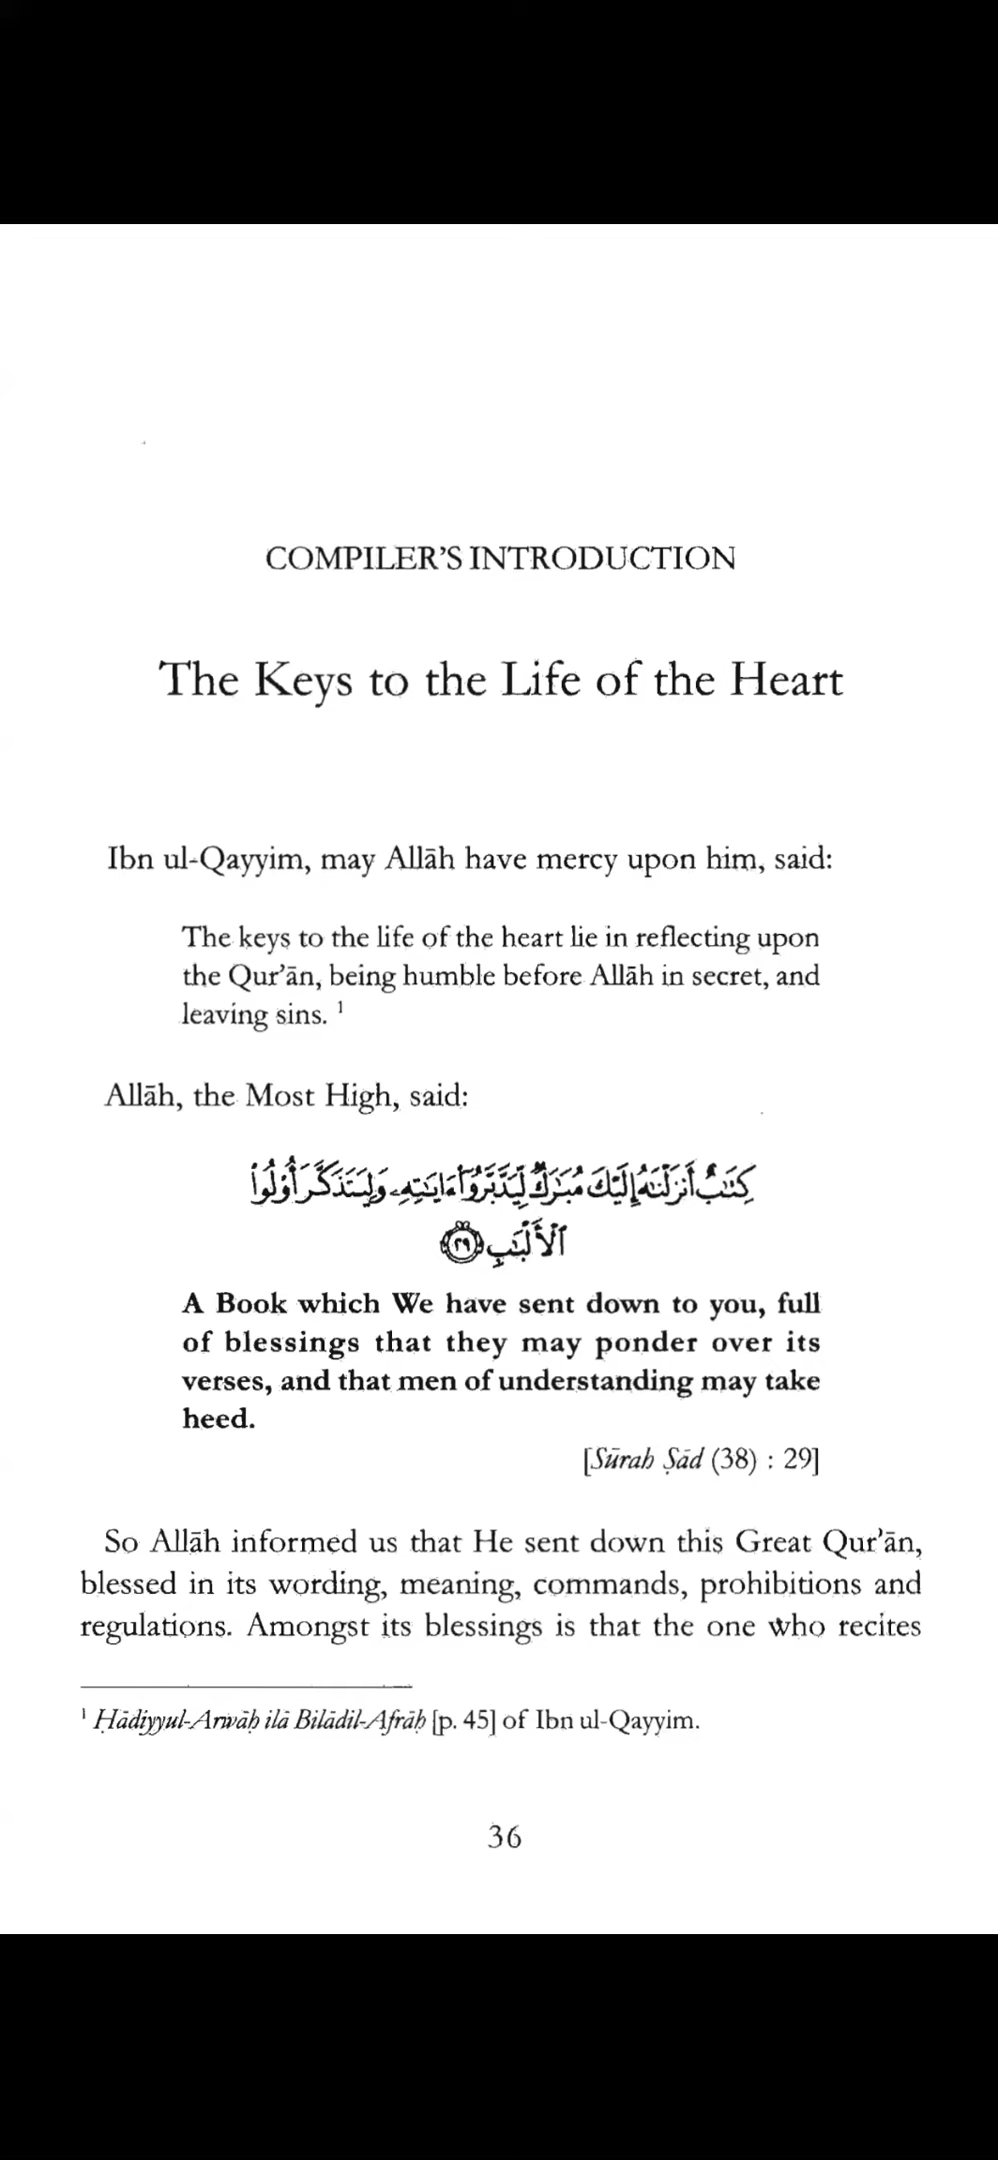 COMPILER'S INTRODUCTION
The Keys to the Life of the Heart
Ibn ul-Qayyim, may Allāh have mercy upon him, said:
The keys to the life of the heart lie in reflecting upon
the Qur'ān, being humble before Allāh in secret, and
leaving sins. ¹
Allāh, the Most High, said:
كِتَٰبٌ أَنزَلْنَٰهُ إِلَيْكَ مُبَٰرَكٌ لِّيَدَّبَّرُوٓا۟ ءَايَٰتِهِۦ وَلِيَتَذَكَّرَ أُو۟لُوا۟
ٱلْأَلْبَٰبِ ٢٩
A Book which We have sent down to you, full
of blessings that they may ponder over its
verses, and that men of understanding may take
heed.
[Sūrah Ṣād (38) : 29]
So Allāh informed us that He sent down this Great Qur'ān,
blessed in its wording, meaning, commands, prohibitions and
regulations. Amongst its blessings is that the one who recites
¹ Ḥādiyyul-Arwāḥ ilā Bilādil-Afrāḥ [p. 45] of Ibn ul-Qayyim.
36